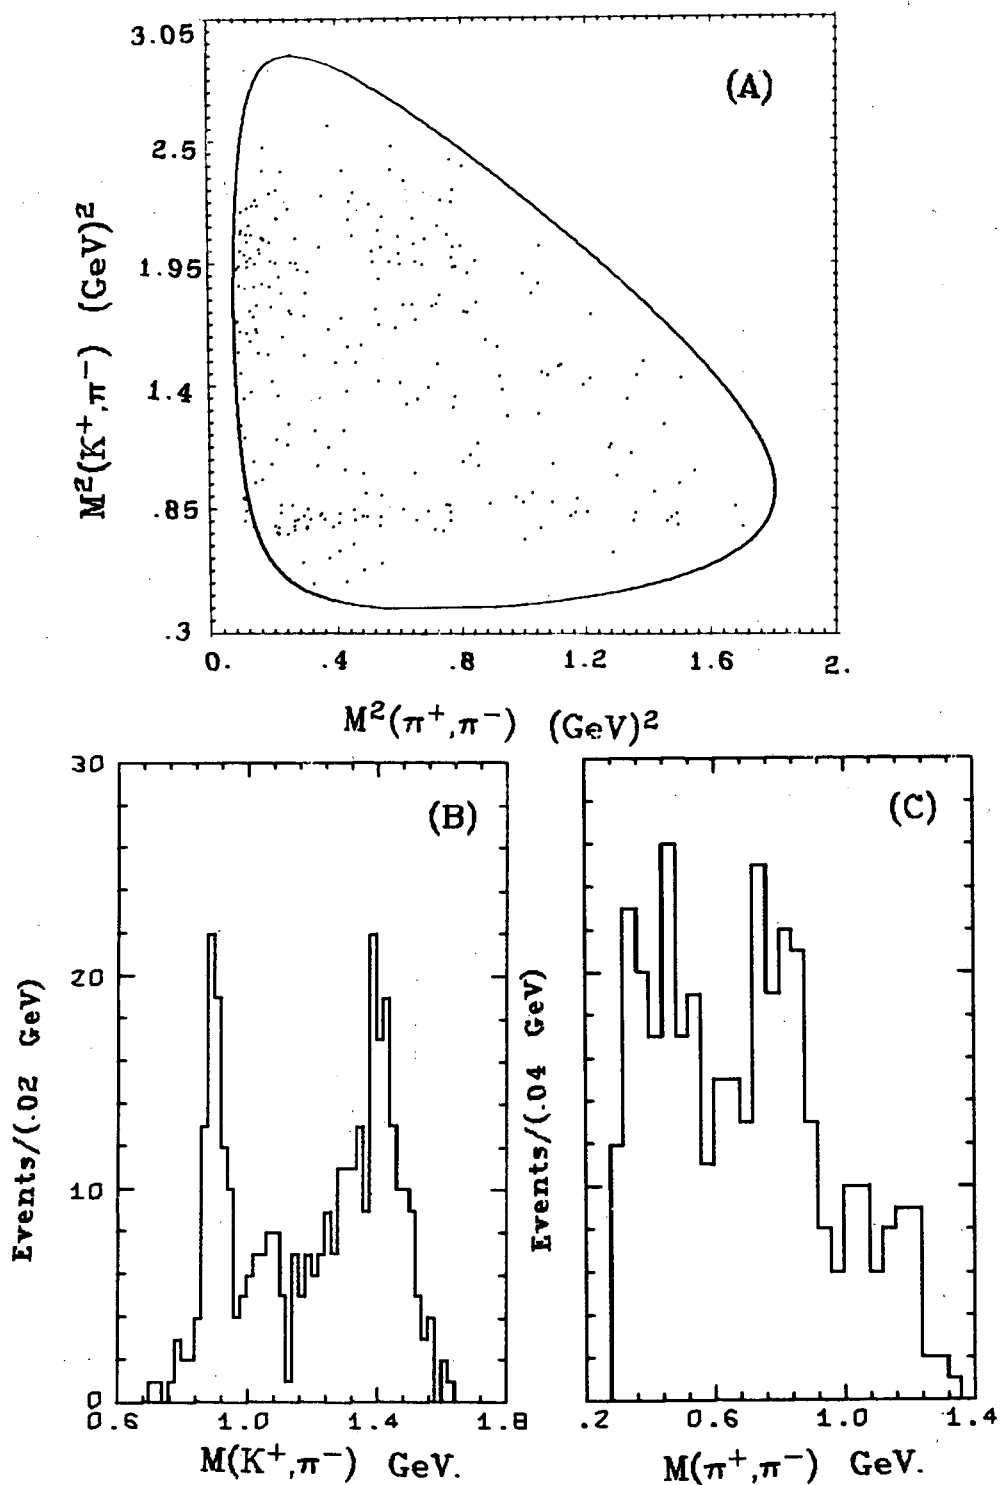 3.05
(A)
2.5
1.95
1.4
.85
.3
M²(K⁺,π⁻) (GeV)²
0. .4 .8 1.2 1.6 2.
M²(π⁺,π⁻) (GeV)²
30
(B)
20
10
0
Events/(.02 GeV)
0.6 1.0 1.4 1.8
M(K⁺,π⁻) GeV.
(C)
Events/(.04 GeV)
.2 0.6 1.0 1.4
M(π⁺,π⁻) GeV.